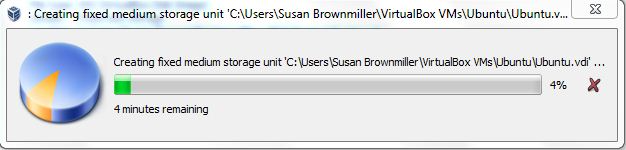 : Creating fixed medium storage unit 'C:\Users\Susan Brownmiller\VirtualBox VMs\Ubuntu\Ubuntu.v...
Creating fixed medium storage unit 'C:\Users\Susan Brownmiller\VirtualBox VMs\Ubuntu\Ubuntu.vdi' ...
4%
4 minutes remaining